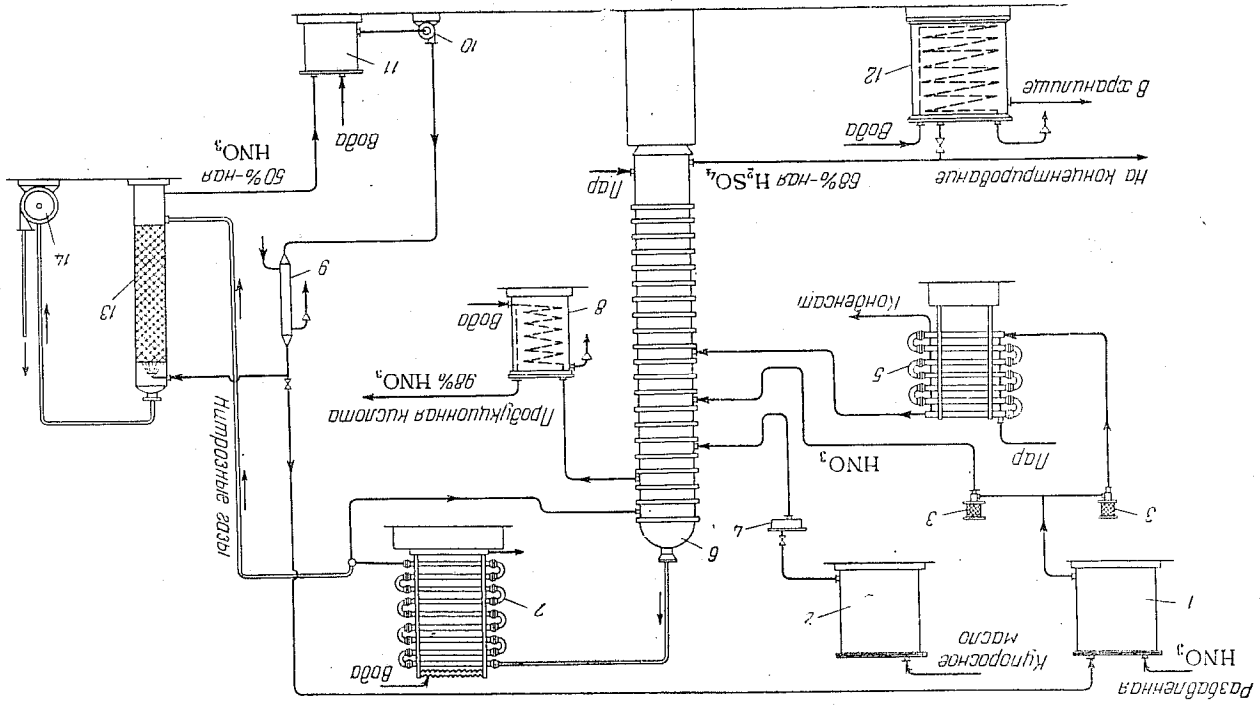 Разбавленная
HNO₃
Купоросное
масло
Вода
1
2
7
3
3
4
6
Пар
HNO₃
Нитрозные газы
5
Продукционная кислота
98% HNO₃
Конденсат
8
Вода
9
13
14
На концентрирование
68%-ная H₂SO₄
Пар
50%-ная
HNO₃
Вода
В хранилище
12
Вода
11
10